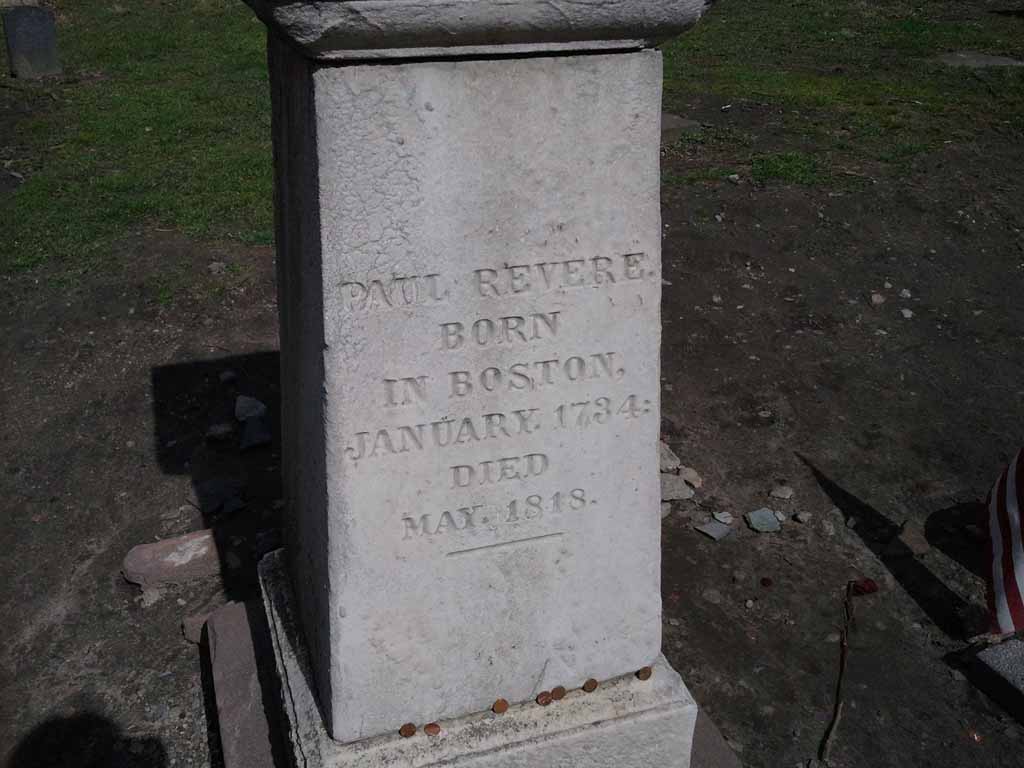 PAUL REVERE.
BORN
IN BOSTON,
JANUARY. 1734:
DIED
MAY. 1818.